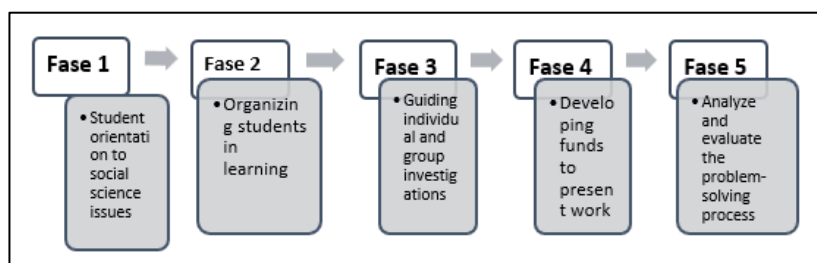 Fase 1
• Student
orientati
on to
social
science
issues
Fase 2
• Organizin
g students
in
learning
Fase 3
• Guiding
individu
al and
group
investig
ations
Fase 4
• Develo
ping
funds
to
presen
t work
Fase 5
• Analyze
and
evaluate
the
problem-
solving
process